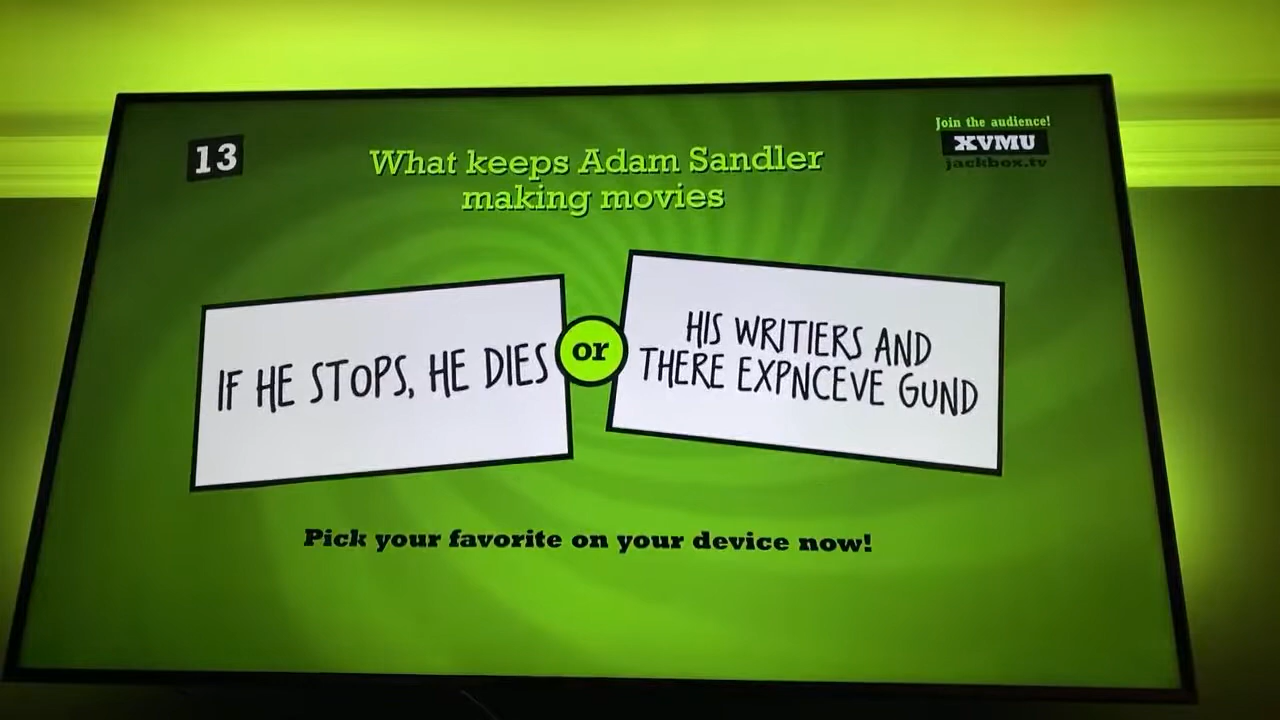 13
Join the audience!
XVMU
jackbox.tv
What keeps Adam Sandler
making movies
IF HE STOPS, HE DIES
or
HIS WRITIERS AND
THERE EXPNCEVE GUND
Pick your favorite on your device now!